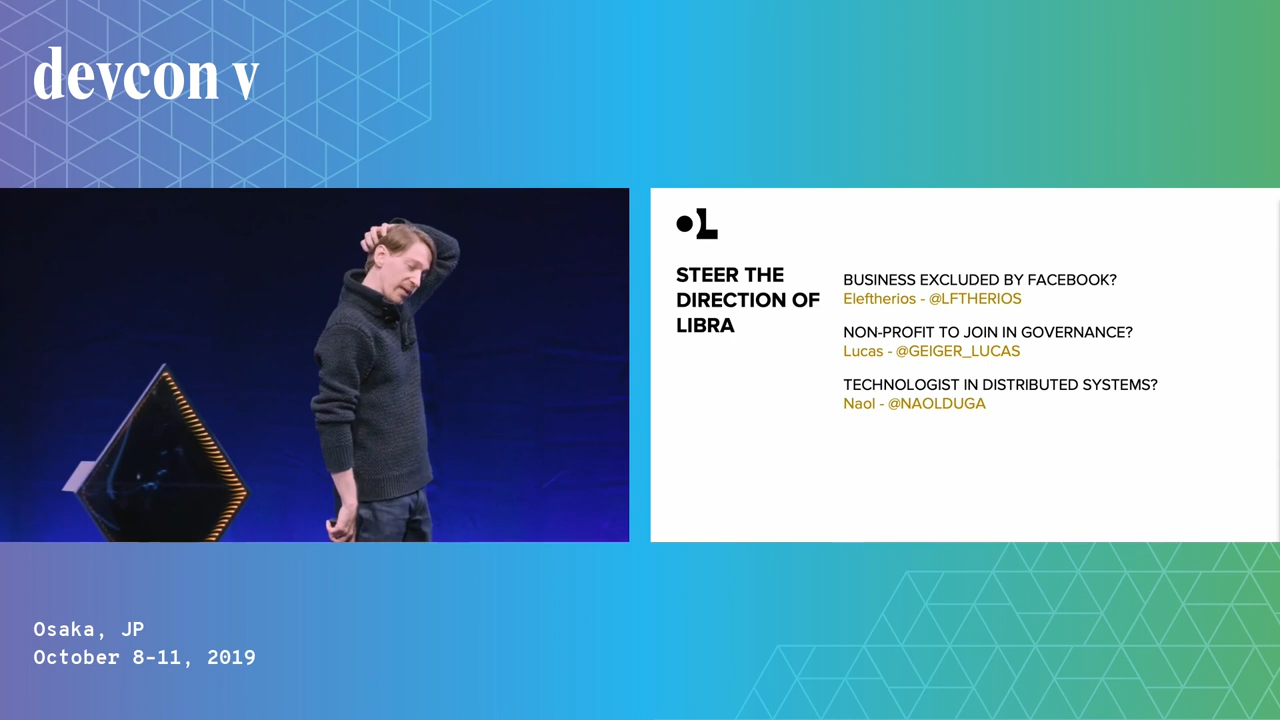 devcon v
OL
STEER THE
DIRECTION OF
LIBRA
BUSINESS EXCLUDED BY FACEBOOK?
Eleftherios - @LFTHERIOS
NON-PROFIT TO JOIN IN GOVERNANCE?
Lucas - @GEIGER_LUCAS
TECHNOLOGIST IN DISTRIBUTED SYSTEMS?
Naol - @NAOLDUGA
Osaka, JP
October 8-11, 2019